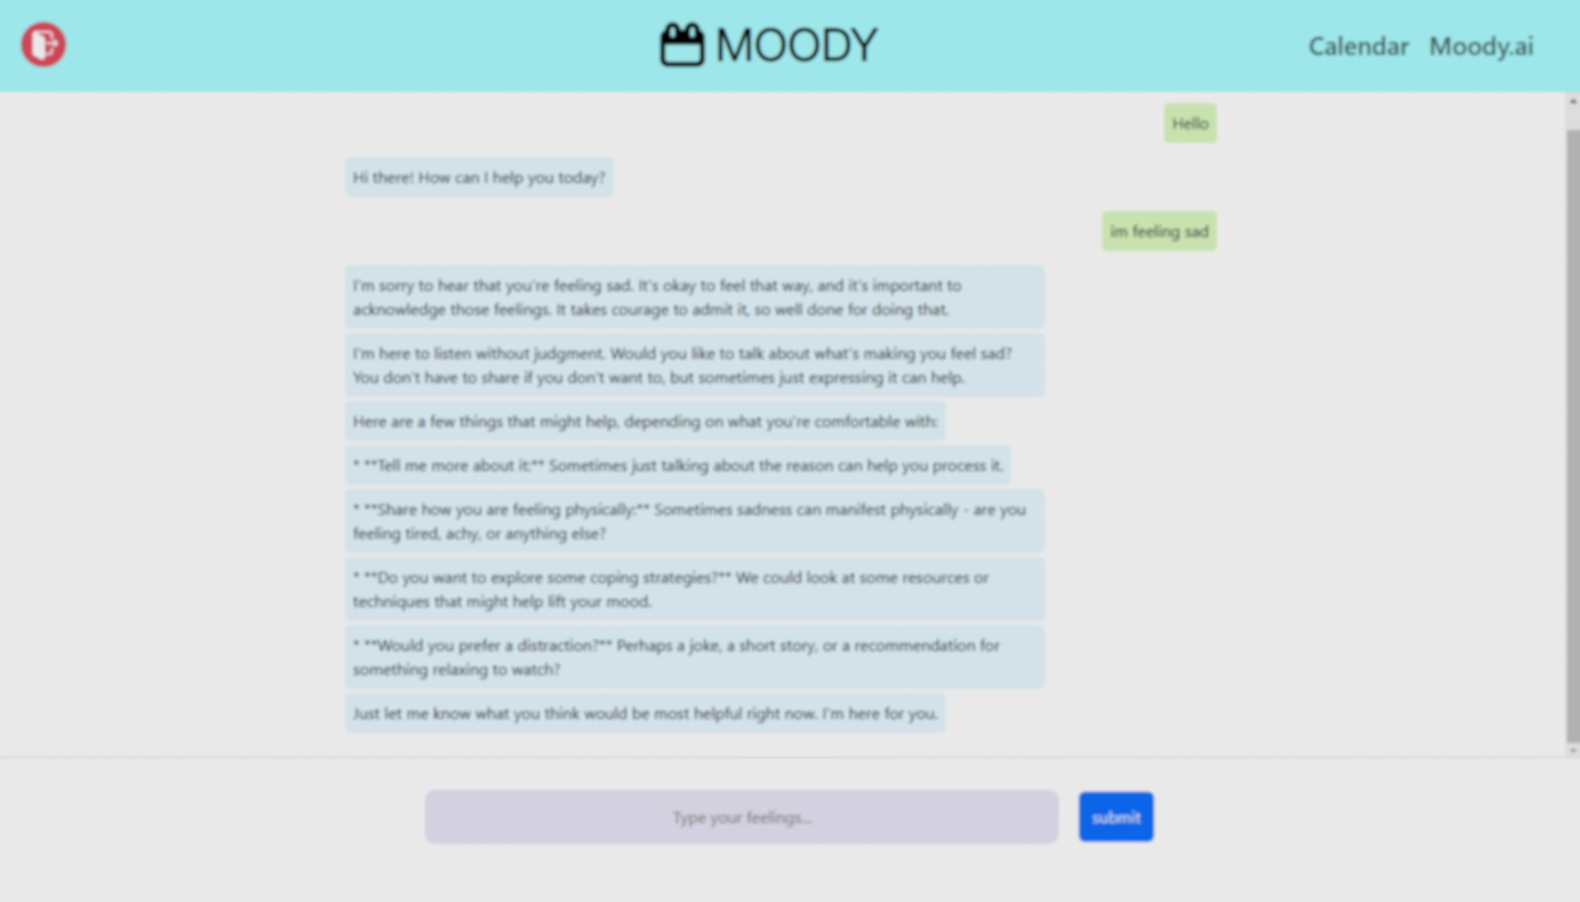 MOODY
Calendar Moody.ai
Hello
Hi there! How can I help you today?
im feeling sad
I'm sorry to hear that you're feeling sad. It's okay to feel that way, and it's important to
acknowledge those feelings. It takes courage to admit it, so well done for doing that.
I'm here to listen without judgment. Would you like to talk about what's making you feel sad?
You don't have to share if you don't want to, but sometimes just expressing it can help.
Here are a few things that might help, depending on what you're comfortable with:
* **Tell me more about it:** Sometimes just talking about the reason can help you process it.
* **Share how you are feeling physically:** Sometimes sadness can manifest physically - are you
feeling tired, achy, or anything else?
* **Do you want to explore some coping strategies?** We could look at some resources or
techniques that might help lift your mood.
* **Would you prefer a distraction?** Perhaps a joke, a short story, or a recommendation for
something relaxing to watch?
Just let me know what you think would be most helpful right now. I'm here for you.
Type your feelings...
submit